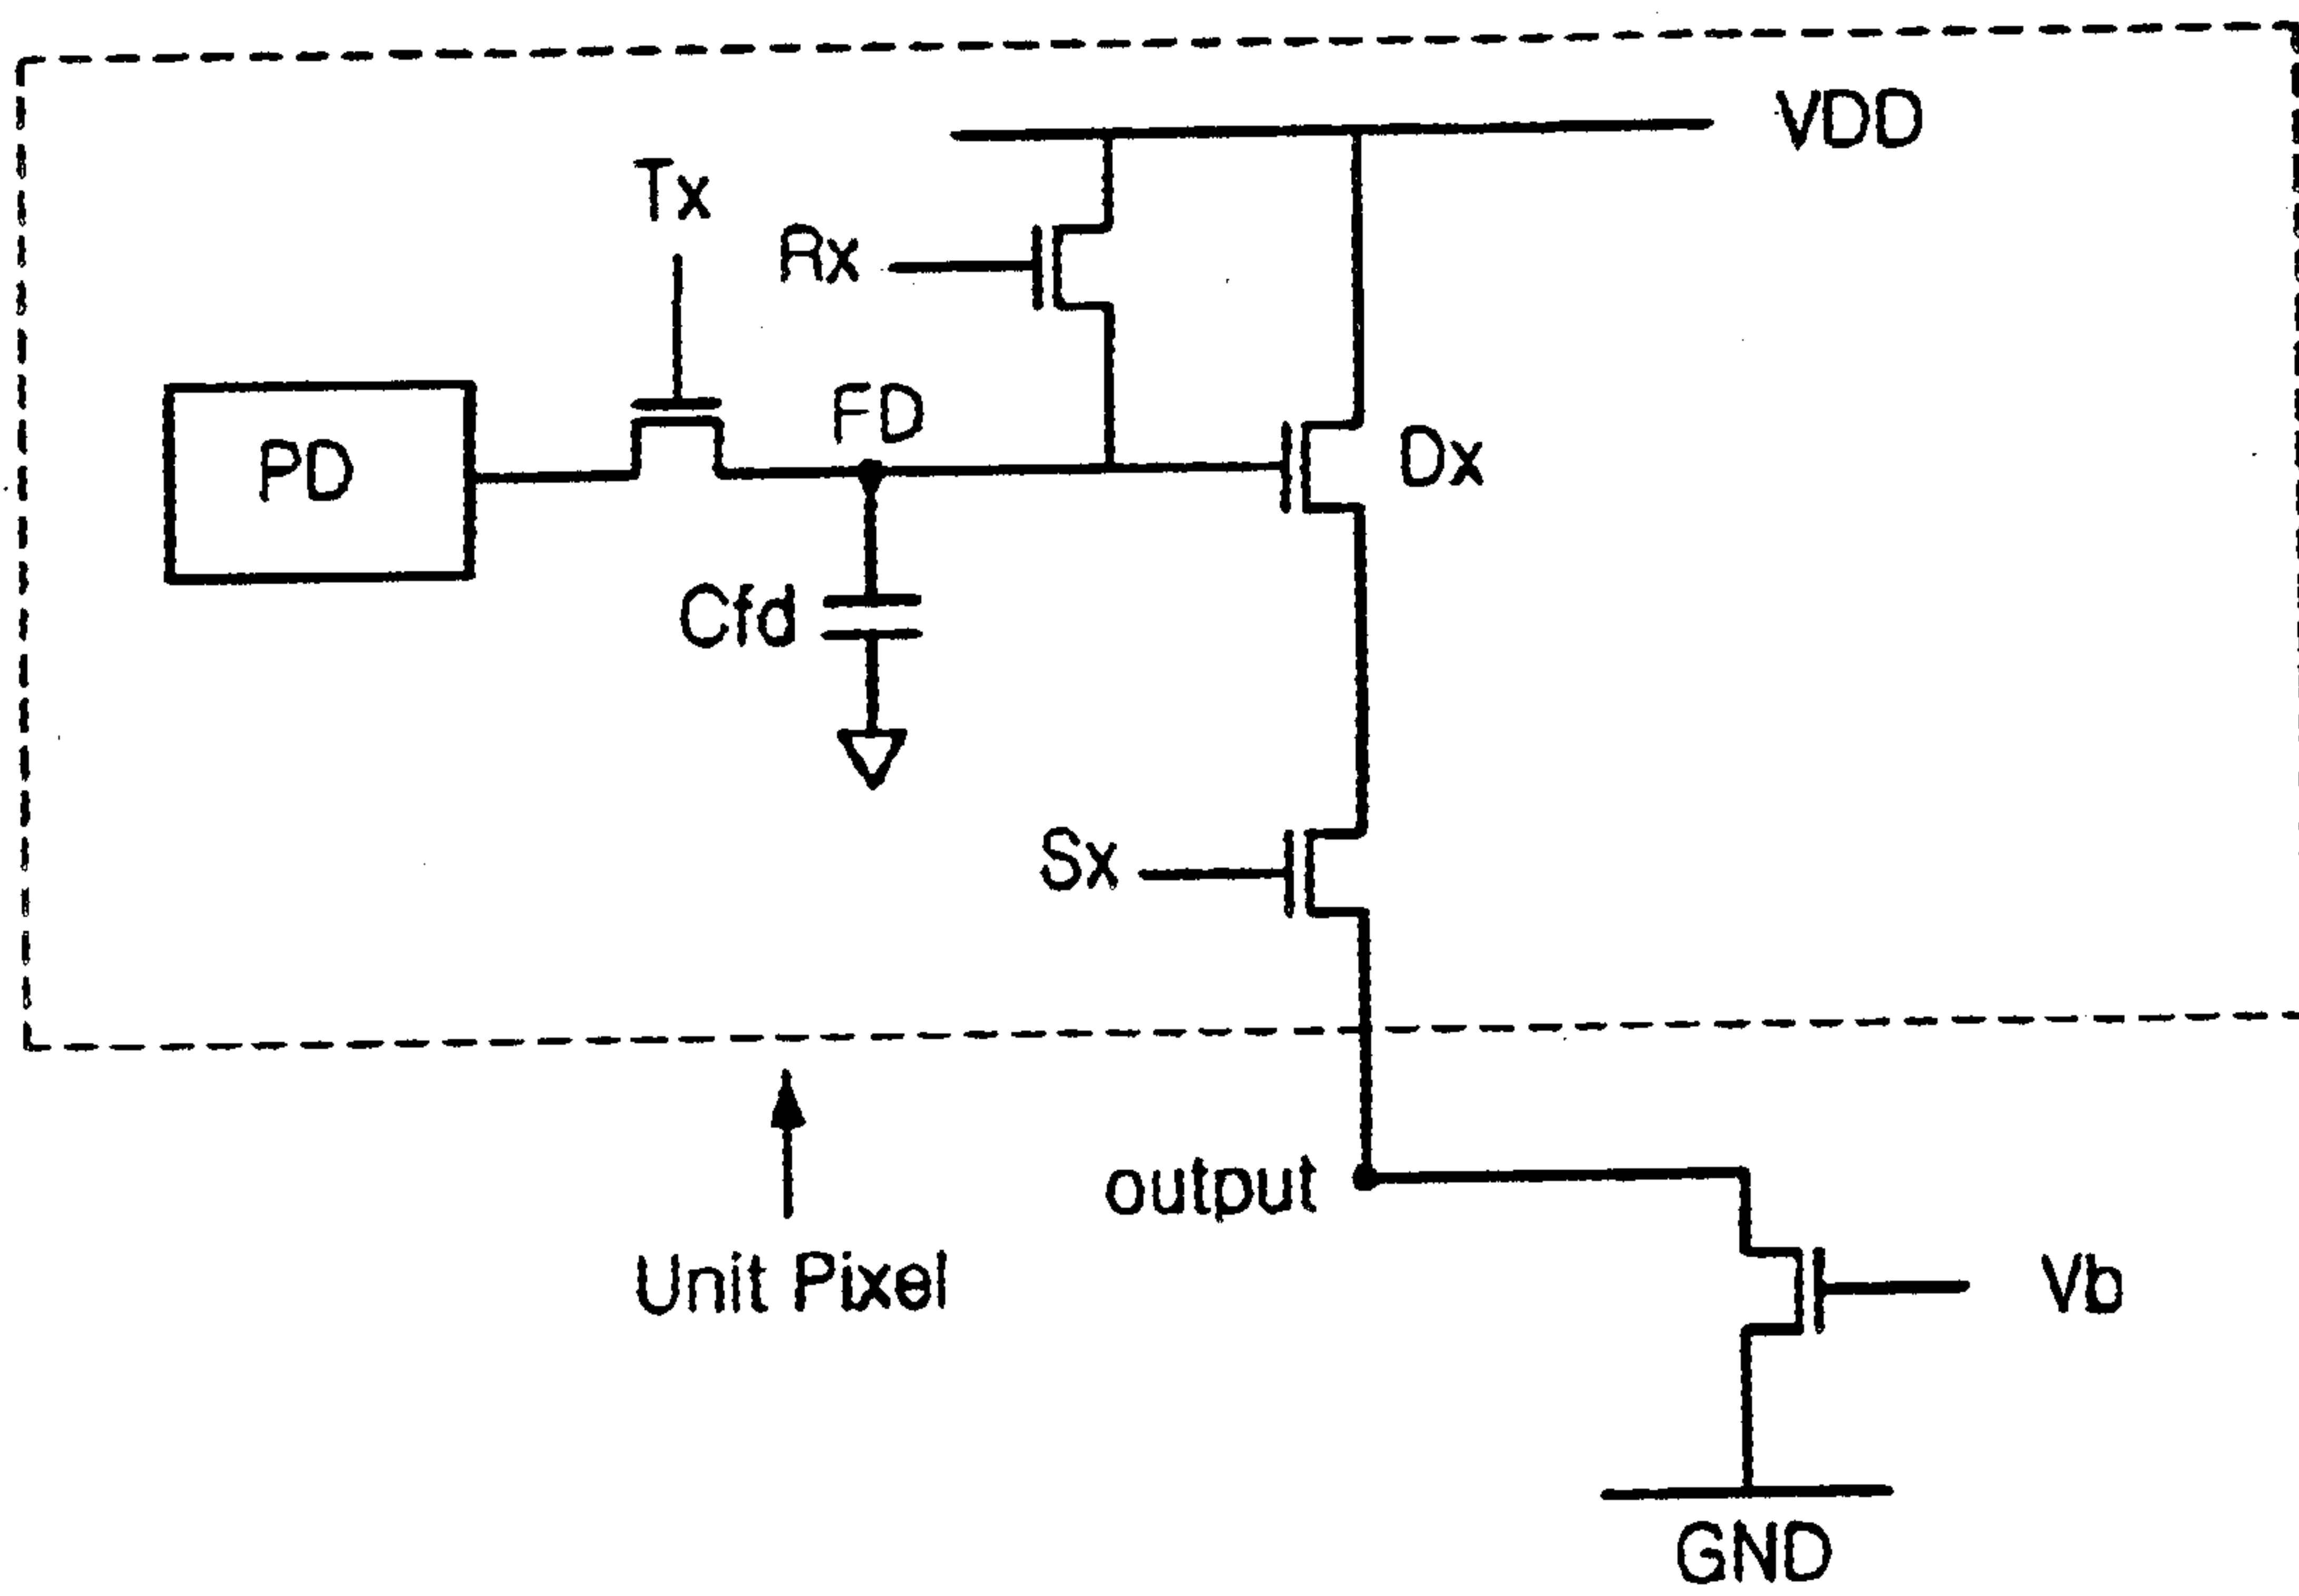 VDD
Tx
Rx
FD
PD
Dx
Cfd
Sx
output
Unit Pixel
Vb
GND